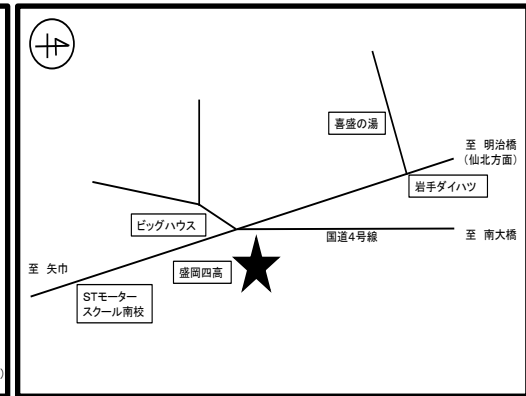 喜盛の湯
至 明治橋
(仙北方面)
岩手ダイハツ
ビッグハウス
国道4号線
至 南大橋
至 矢巾
盛岡四高
STモーター
スクール南校
)